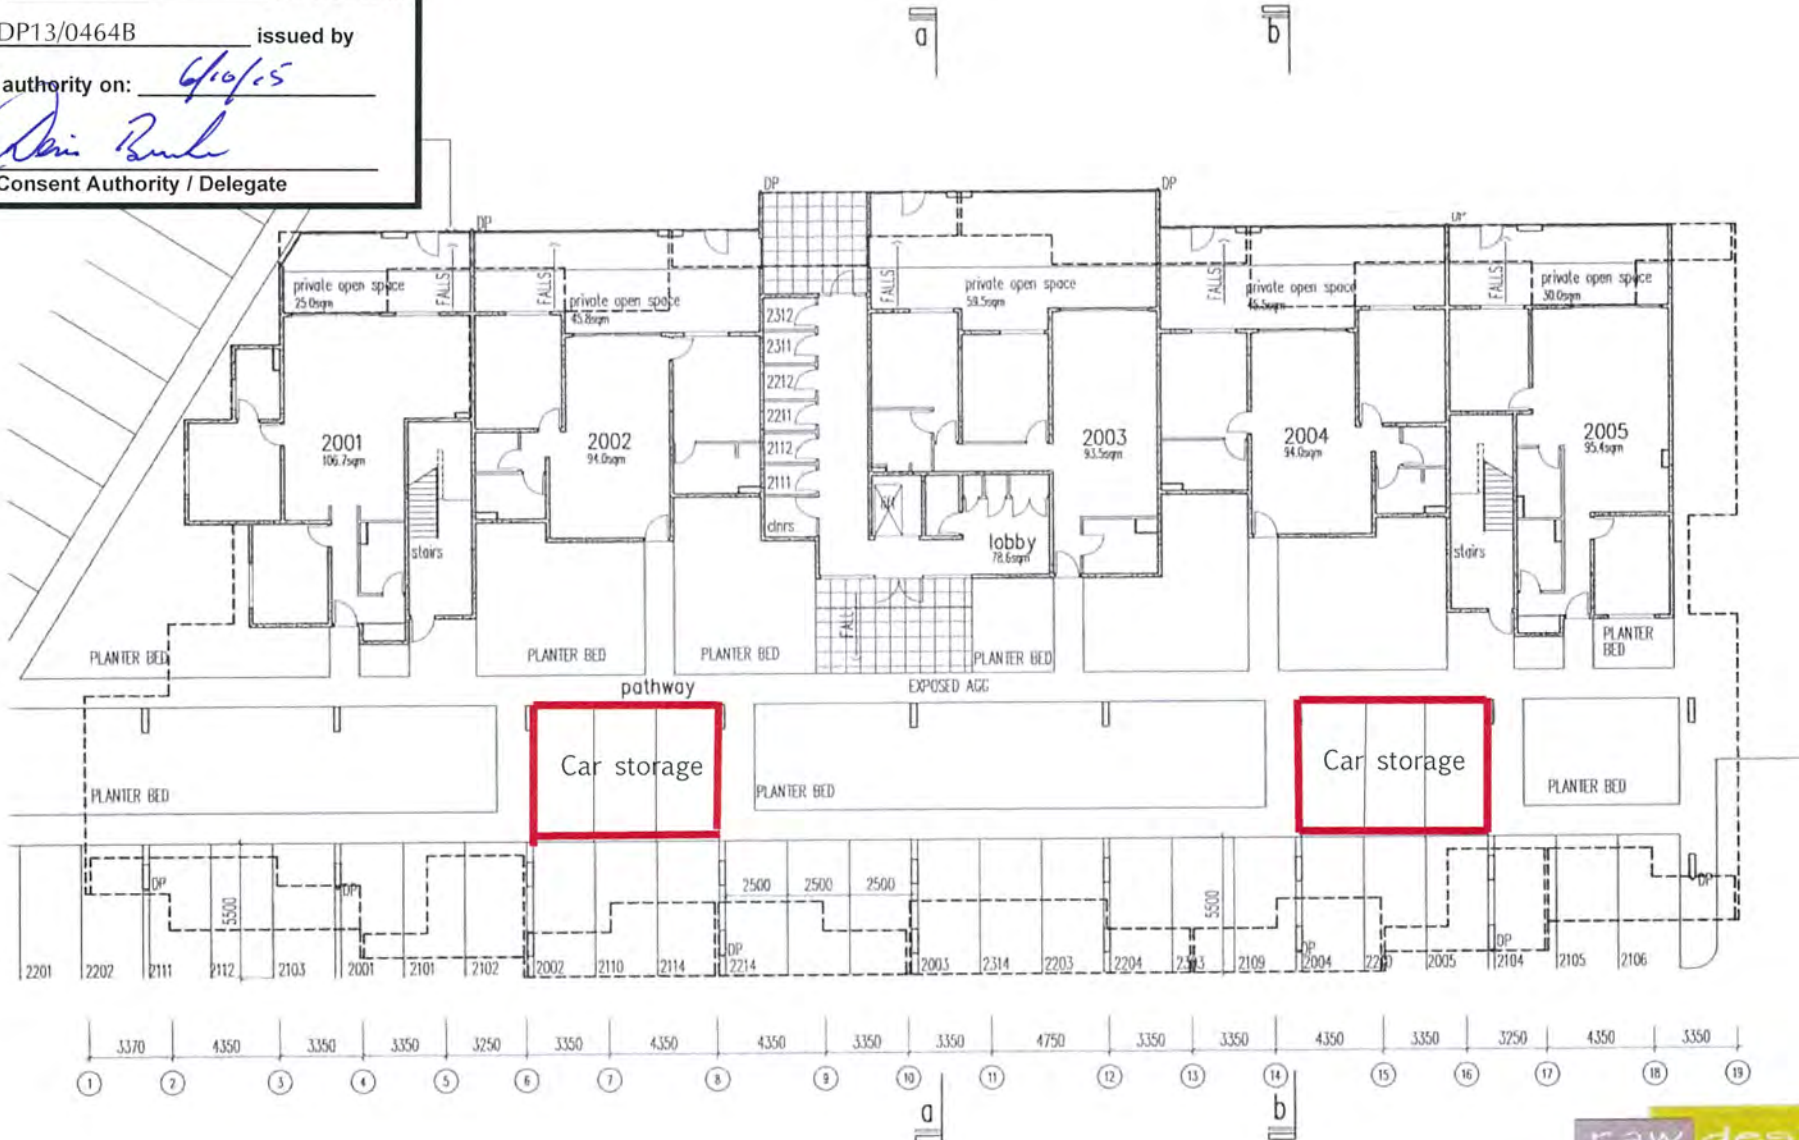 DP13/0464B issued by
authority on: 6/10/15
Consent Authority / Delegate
a b
DP DP DP
private open space
25.0sqm
FALLS
FALLS
private open space
45.8sqm
FALLS
private open space
59.5sqm
FALLS
private open space
FALLS
private open space
30.0sqm
2312
2311
2212
2211
2112
2111
clnrs
2001
106.7sqm
2002
94.0sqm
2003
93.5sqm
2004
94.0sqm
2005
95.4sqm
stairs
lift
lobby
78.6sqm
stairs
FALL
PLANTER BED
PLANTER BED
PLANTER BED
PLANTER BED
PLANTER
BED
pathway
EXPOSED AGG
Car storage
Car storage
PLANTER BED
PLANTER BED
PLANTER BED
DP DP 5500 2500 2500 2500 5500 DP
DP DP DP
2201 2202 2111 2112 2103 2001 2101 2102 2002 2110 2114 2214 2003 2314 2203 2204 2109 2004 2005 2104 2105 2106
3370 4350 3350 3350 3250 3350 4350 4350 3350 3350 4750 3350 3350 4350 3350 3250 4350 3350
1 2 3 4 5 6 7 8 9 10 11 12 13 14 15 16 17 18 19
a b